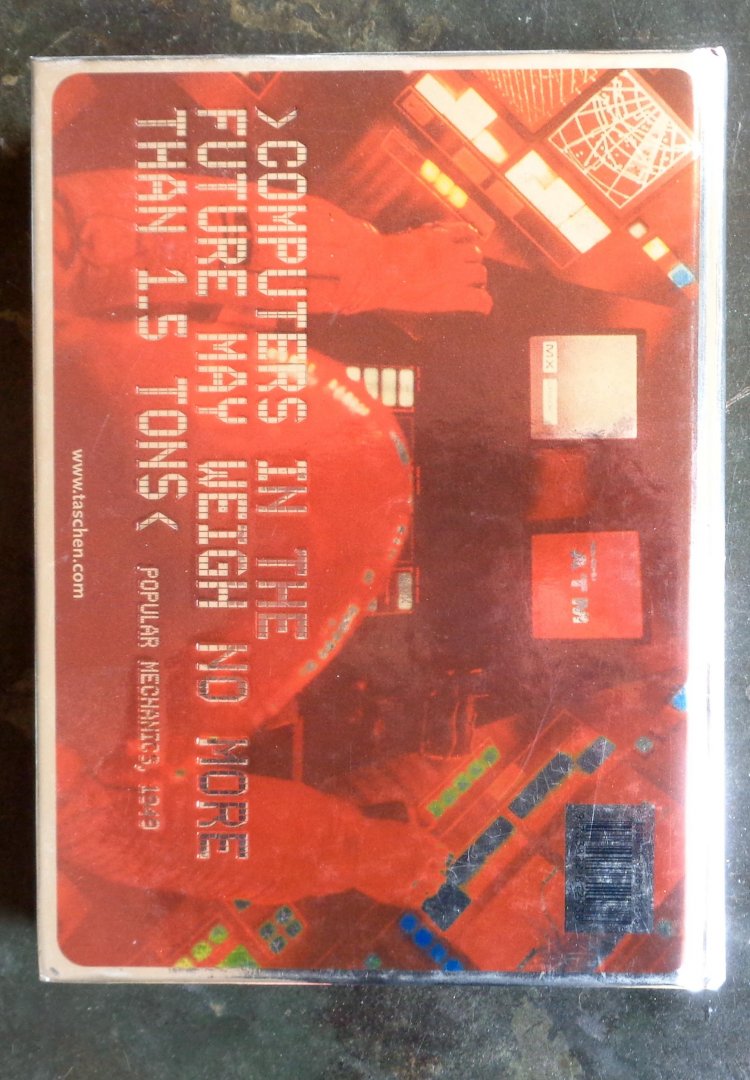 >COMPUTERS IN THE
FUTURE MAY WEIGH NO MORE
THAN 1.5 TONS<
POPULAR MECHANICS, 1949
www.taschen.com
MX
ATM